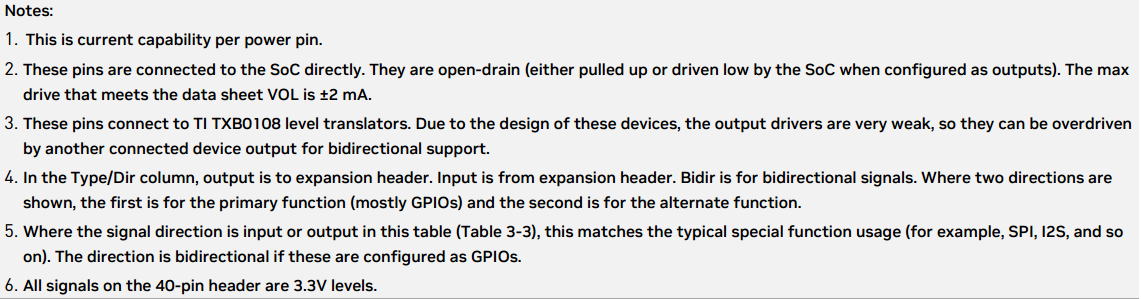 Notes:
1. This is current capability per power pin.
2. These pins are connected to the SoC directly. They are open-drain (either pulled up or driven low by the SoC when configured as outputs). The max
drive that meets the data sheet VOL is ±2 mA.
3. These pins connect to TI TXB0108 level translators. Due to the design of these devices, the output drivers are very weak, so they can be overdriven
by another connected device output for bidirectional support.
4. In the Type/Dir column, output is to expansion header. Input is from expansion header. Bidir is for bidirectional signals. Where two directions are
shown, the first is for the primary function (mostly GPIOs) and the second is for the alternate function.
5. Where the signal direction is input or output in this table (Table 3-3), this matches the typical special function usage (for example, SPI, I2S, and so
on). The direction is bidirectional if these are configured as GPIOs.
6. All signals on the 40-pin header are 3.3V levels.